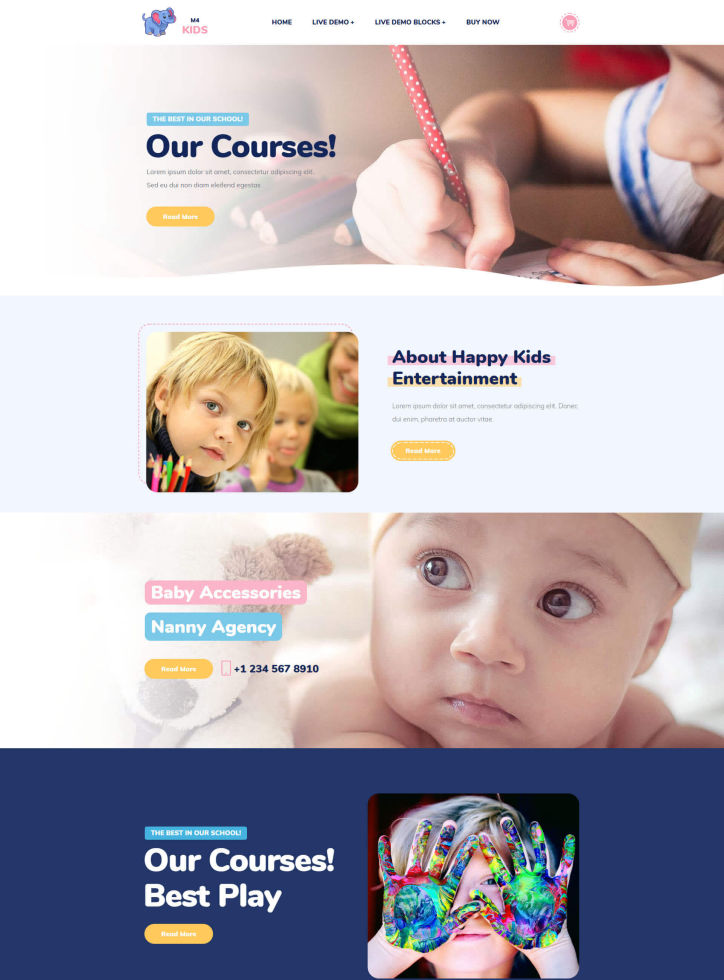 M4
KIDS
HOME
LIVE DEMO +
LIVE DEMO BLOCKS +
BUY NOW
THE BEST IN OUR SCHOOL!
Our Courses!
Lorem ipsum dolor sit amet, consectetur adipiscing elit.
Sed eu dui non diam eleifend egestas
Read More
About Happy Kids
Entertainment
Lorem ipsum dolor sit amet, consectetur adipiscing elit. Donec
dui enim, pharetra at auctor vitae.
Read More
Baby Accessories
Nanny Agency
Read More
+1 234 567 8910
THE BEST IN OUR SCHOOL!
Our Courses!
Best Play
Read More